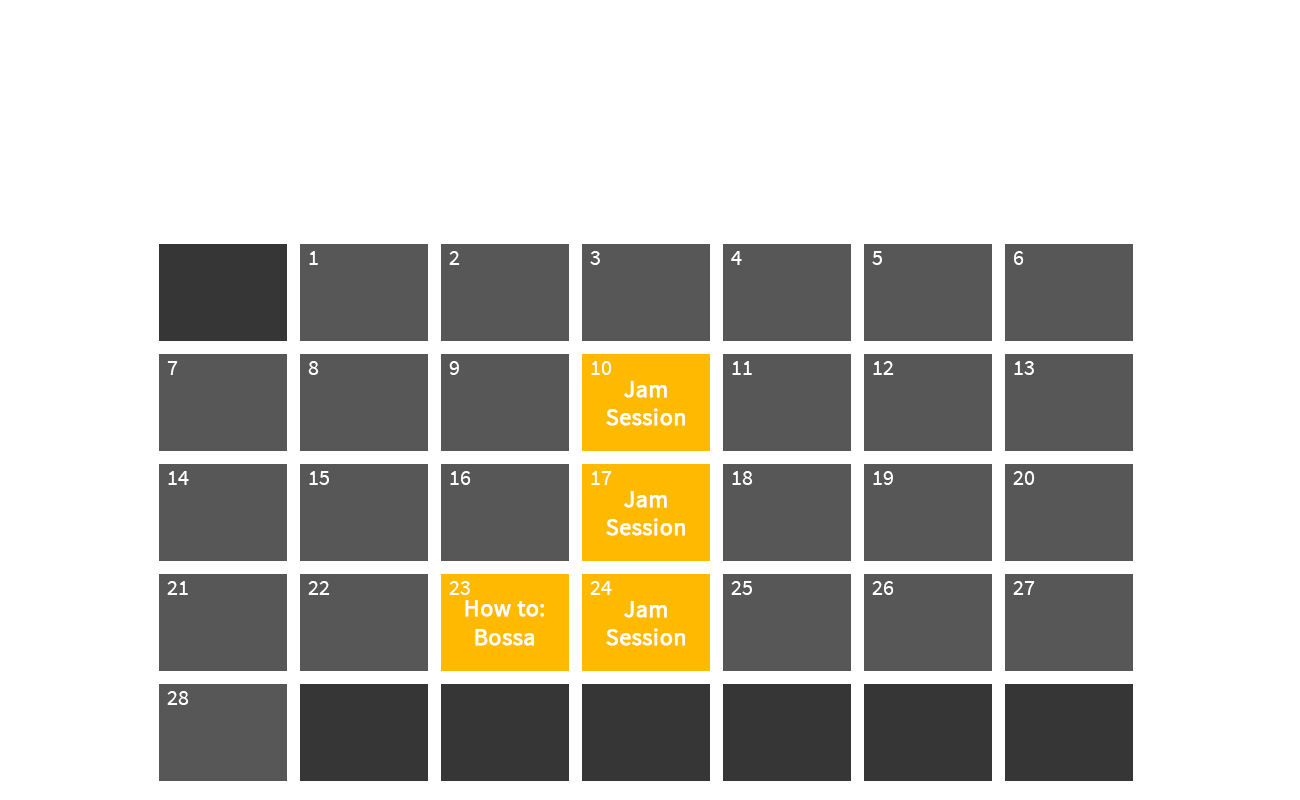 1 2 3 4 5 6
7 8 9 10 11 12 13
Jam
Session
14 15 16 17 18 19 20
Jam
Session
21 22 23 24 25 26 27
How to: Jam
Bossa Session
28